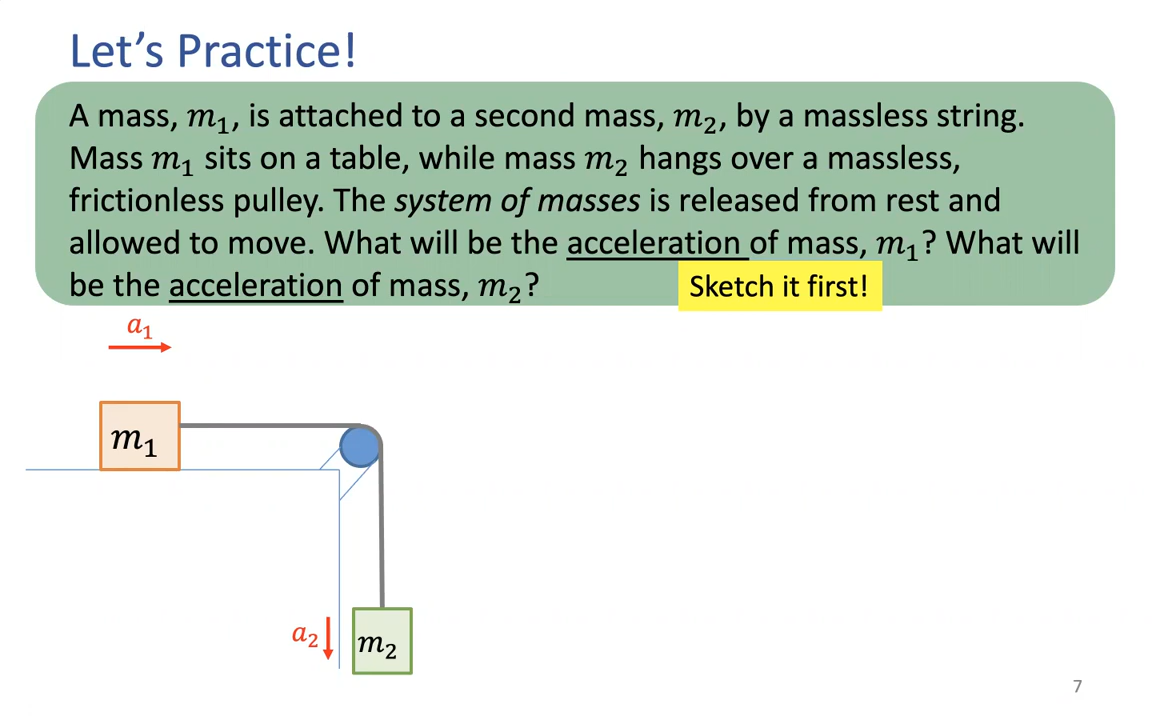 Let's Practice!
A mass, m₁, is attached to a second mass, m₂, by a massless string.
Mass m₁ sits on a table, while mass m₂ hangs over a massless,
frictionless pulley. The system of masses is released from rest and
allowed to move. What will be the acceleration of mass, m₁? What will
be the acceleration of mass, m₂?
Sketch it first!
a₁
m₁
a₂
m₂
7